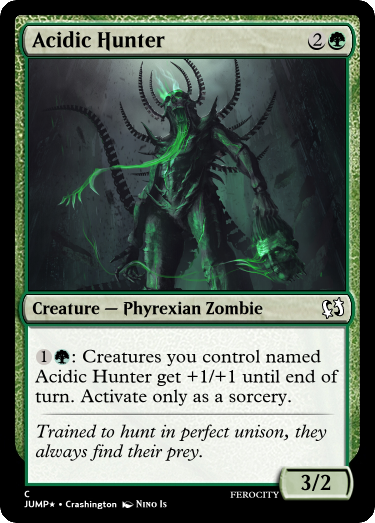 Acidic Hunter 2
Creature — Phyrexian Zombie
1: Creatures you control named
Acidic Hunter get +1/+1 until end of
turn. Activate only as a sorcery.
Trained to hunt in perfect unison, they
always find their prey.
3/2
C
JUMP★ • Crashington Nino Is
FEROCITY